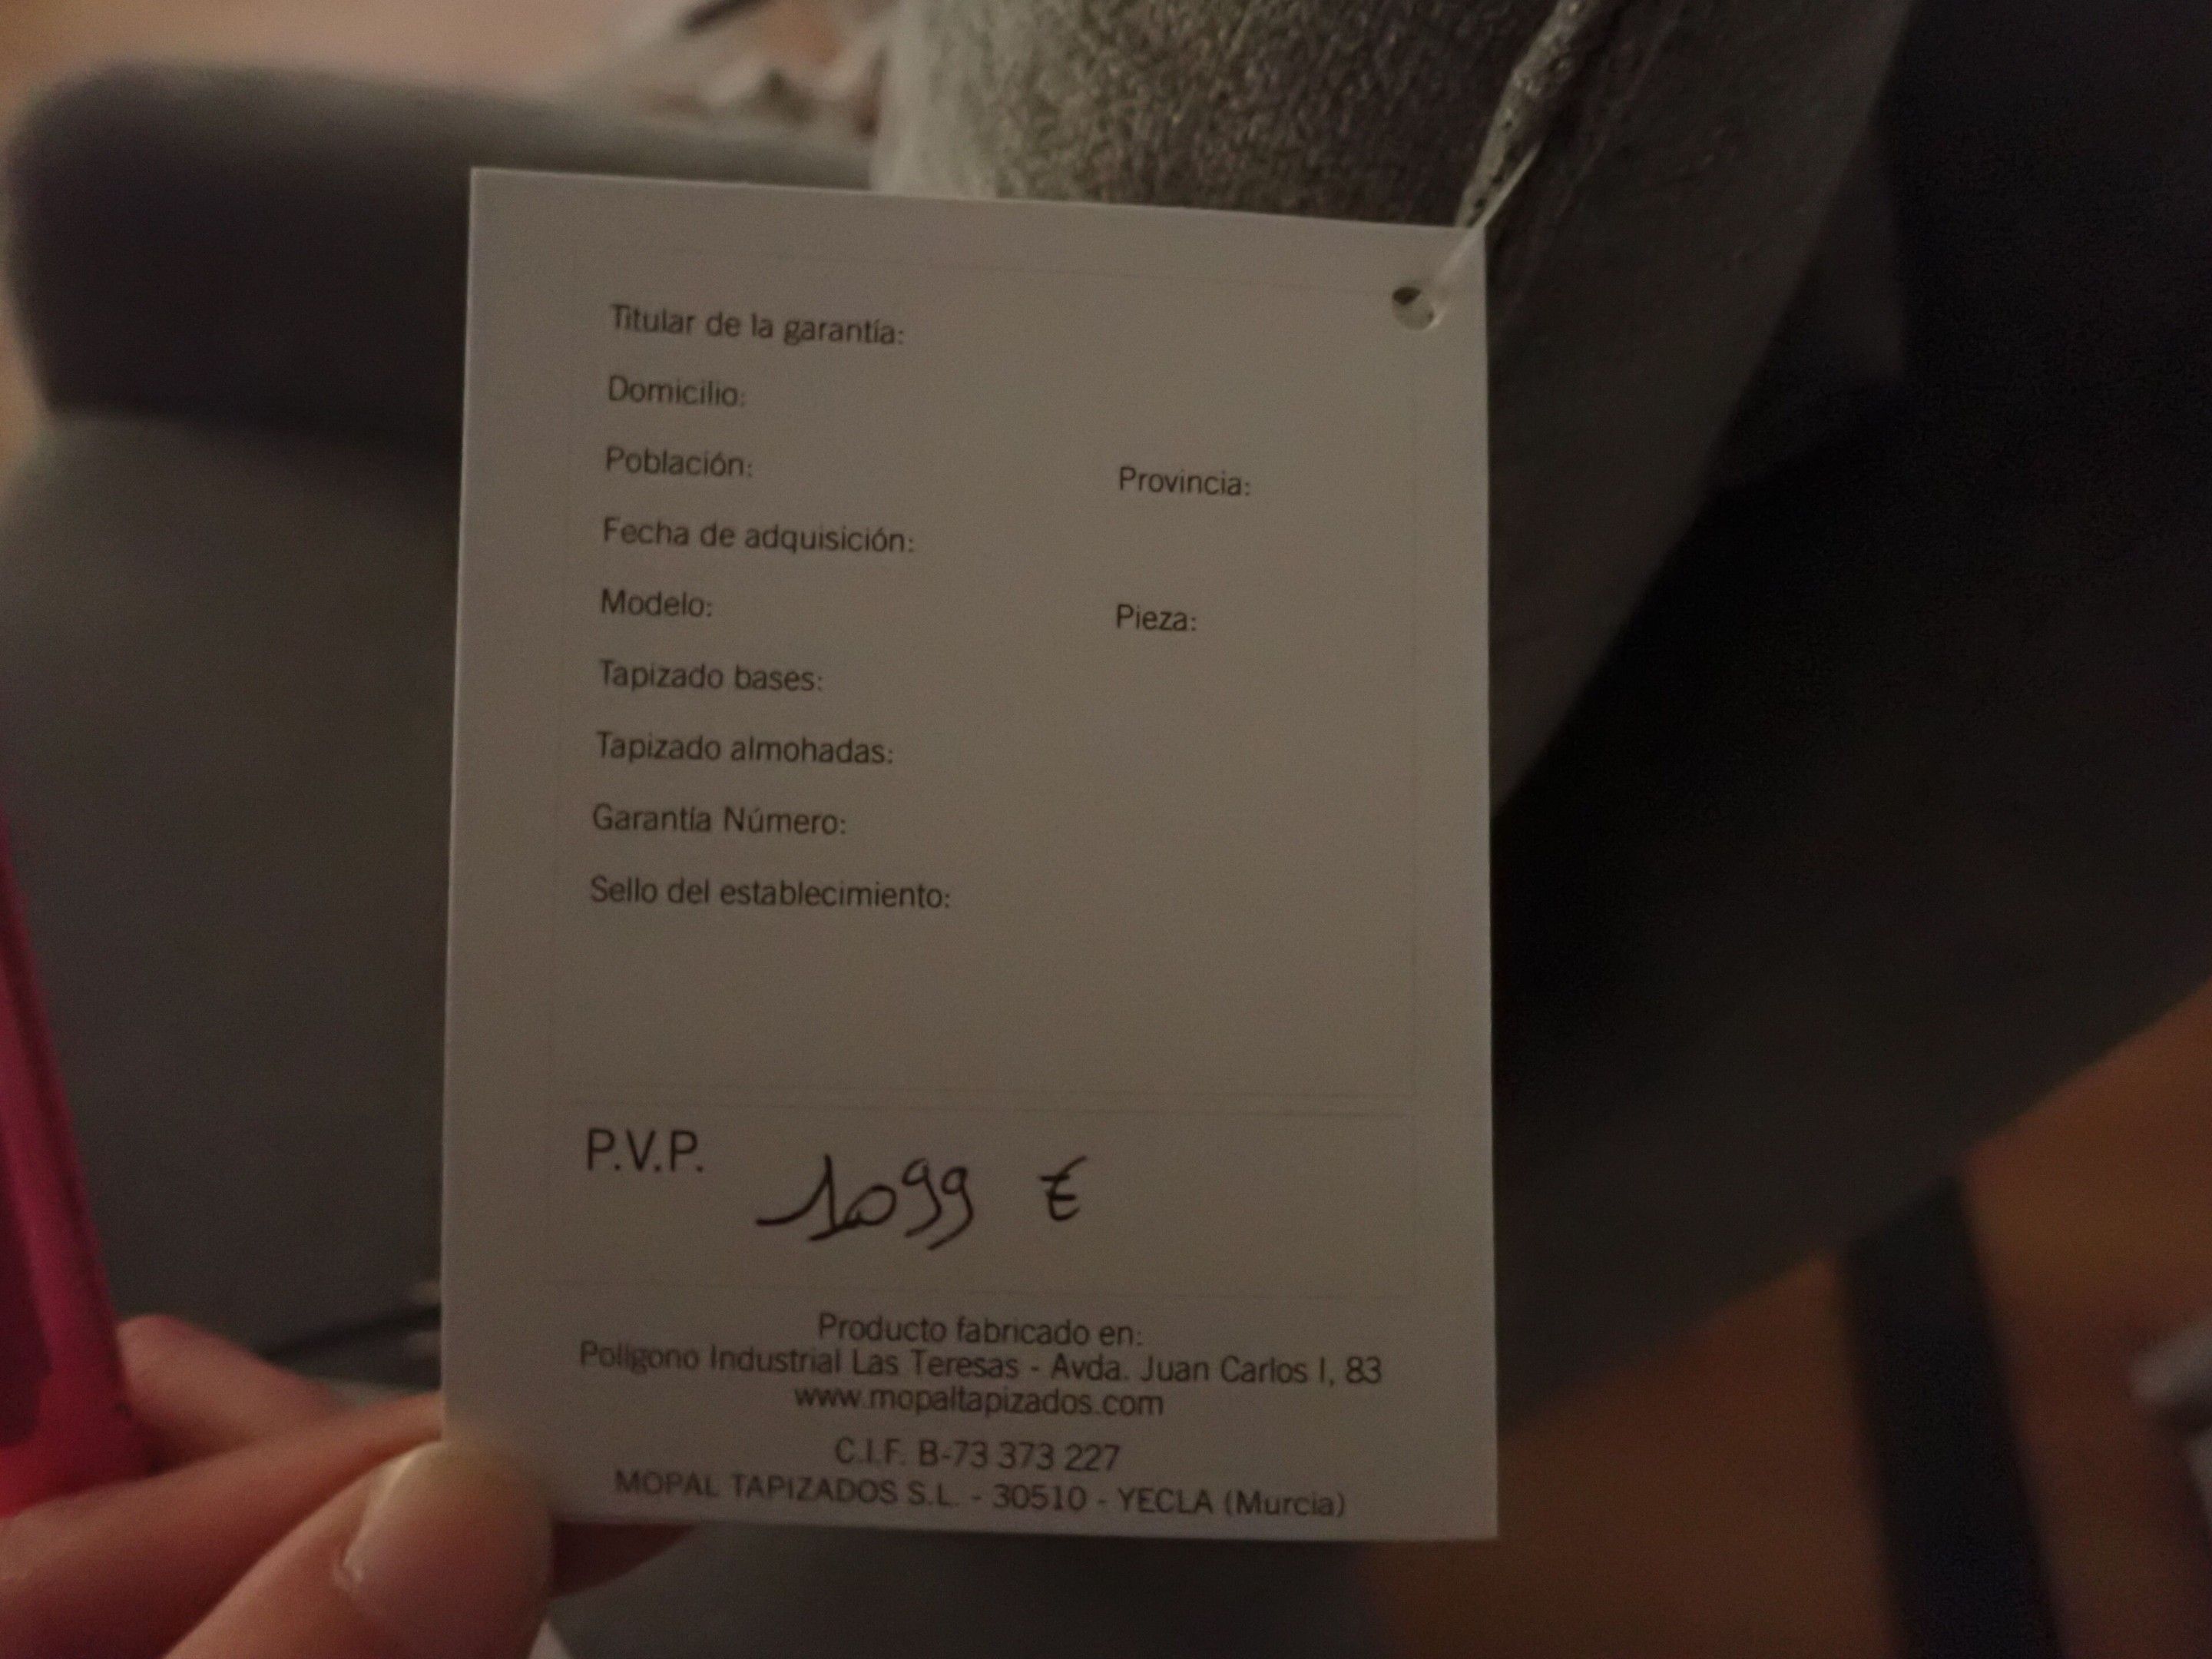 Titular de la garantía:
Domicilio:
Población: Provincia:
Fecha de adquisición:
Modelo: Pieza:
Tapizado bases:
Tapizado almohadas:
Garantía Número:
Sello del establecimiento:
P.V.P. 1099 €
Producto fabricado en:
Polígono Industrial Las Teresas - Avda. Juan Carlos I, 83
www.mopaltapizados.com
C.I.F. B-73 373 227
MOPAL TAPIZADOS S.L. - 30510 - YECLA (Murcia)